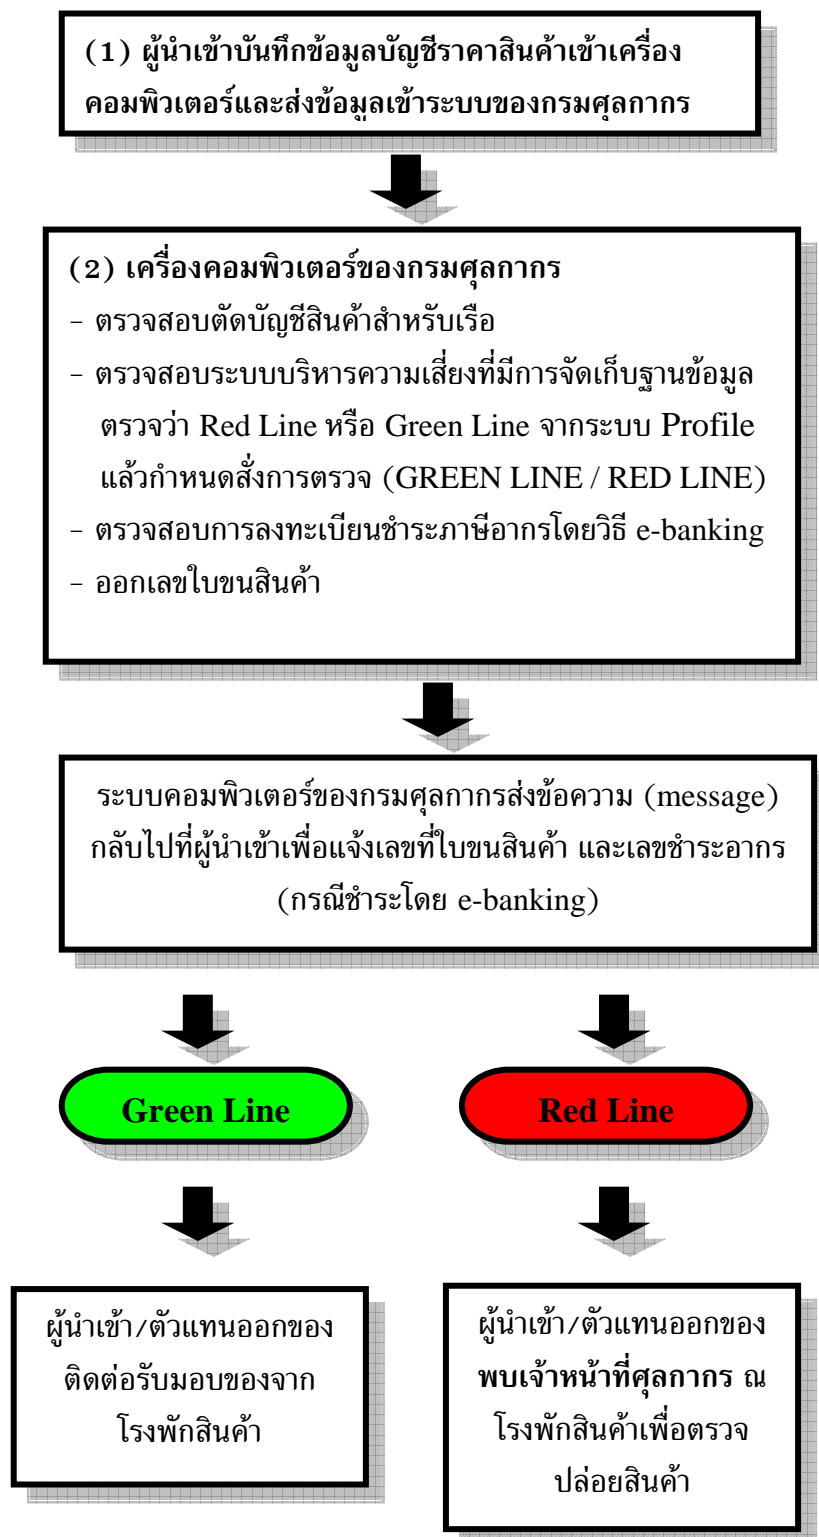 (1) ผู้นำเข้าบันทึกข้อมูลบัญชีราคาสินค้าเข้าเครื่อง
คอมพิวเตอร์และส่งข้อมูลเข้าระบบของกรมศุลกากร
(2) เครื่องคอมพิวเตอร์ของกรมศุลกากร
- ตรวจสอบตัดบัญชีสินค้าสำหรับเรือ
- ตรวจสอบระบบบริหารความเสี่ยงที่มีการจัดเก็บฐานข้อมูล
ตรวจว่า Red Line หรือ Green Line จากระบบ Profile
แล้วกำหนดสั่งการตรวจ (GREEN LINE / RED LINE)
- ตรวจสอบการลงทะเบียนชำระภาษีอากรโดยวิธี e-banking
- ออกเลขใบขนสินค้า
ระบบคอมพิวเตอร์ของกรมศุลกากรส่งข้อความ (message)
กลับไปที่ผู้นำเข้าเพื่อแจ้งเลขที่ใบขนสินค้า และเลขชำระอากร
(กรณีชำระโดย e-banking)
Green Line
Red Line
ผู้นำเข้า/ตัวแทนออกของ
ติดต่อรับมอบของจาก
โรงพักสินค้า
ผู้นำเข้า/ตัวแทนออกของ
พบเจ้าหน้าที่ศุลกากร ณ
โรงพักสินค้าเพื่อตรวจ
ปล่อยสินค้า